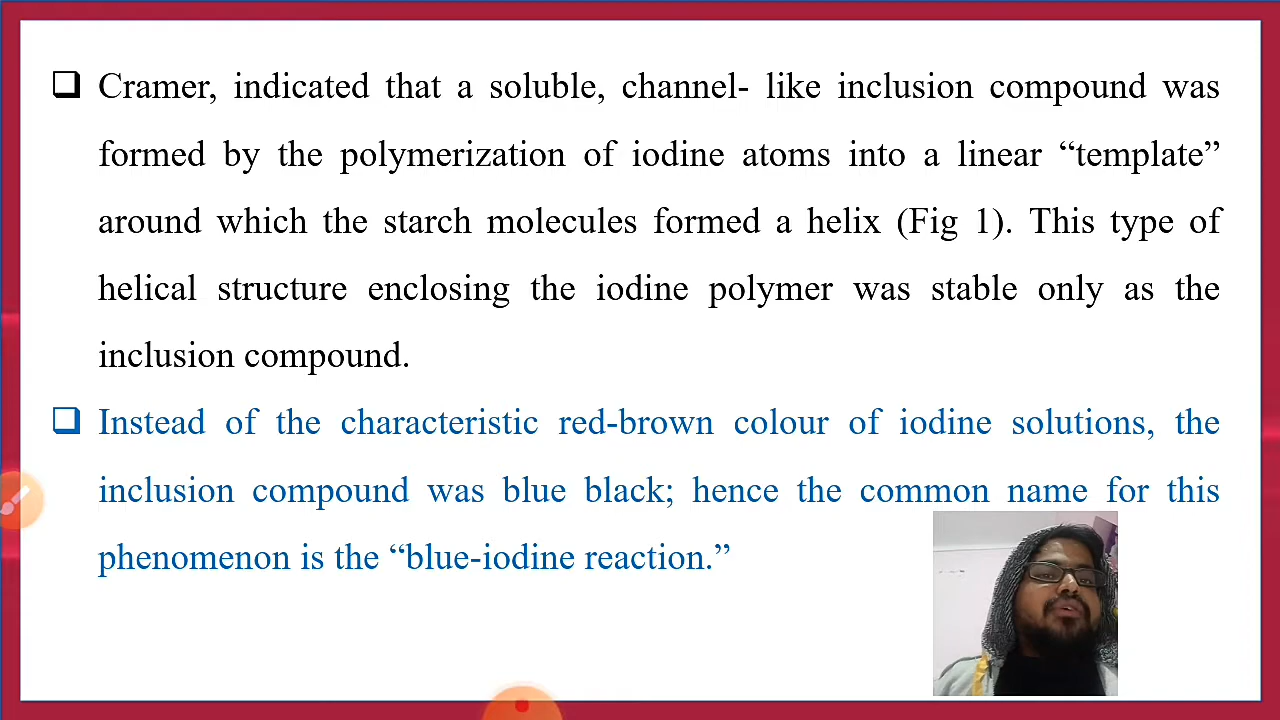 ❑ Cramer, indicated that a soluble, channel- like inclusion compound was
formed by the polymerization of iodine atoms into a linear “template”
around which the starch molecules formed a helix (Fig 1). This type of
helical structure enclosing the iodine polymer was stable only as the
inclusion compound.
❑ Instead of the characteristic red-brown colour of iodine solutions, the
inclusion compound was blue black; hence the common name for this
phenomenon is the “blue-iodine reaction.”